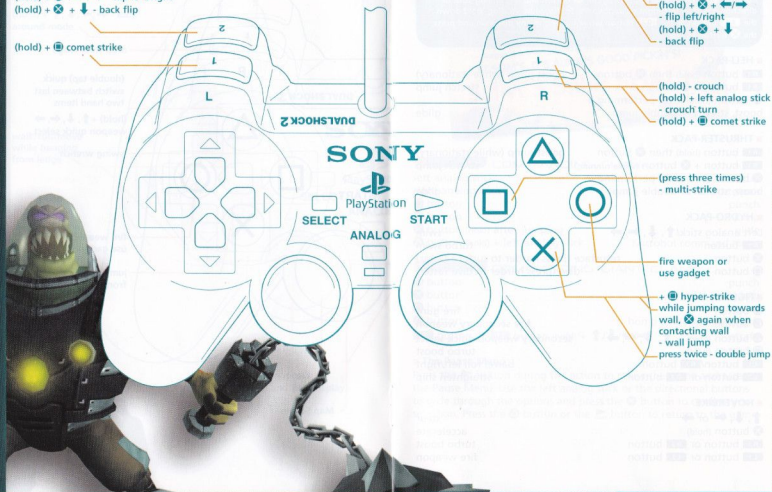 (hold) + ⊗ + ⬇ - back flip
(hold) + ▣ comet strike
(hold) + ⊗ + ⬅/➡
- flip left/right
(hold) + ⊗ + ⬇
- back flip
(hold) - crouch
(hold) + left analog stick
- crouch turn
(hold) + ▣ comet strike
2
1
L
2
1
R
DUALSHOCK 2
SONY
PlayStation
SELECT
START
ANALOG
(press three times)
- multi-strike
fire weapon or
use gadget
+ ▣ hyper-strike
while jumping towards
wall, ⊗ again when
contacting wall
- wall jump
press twice - double jump